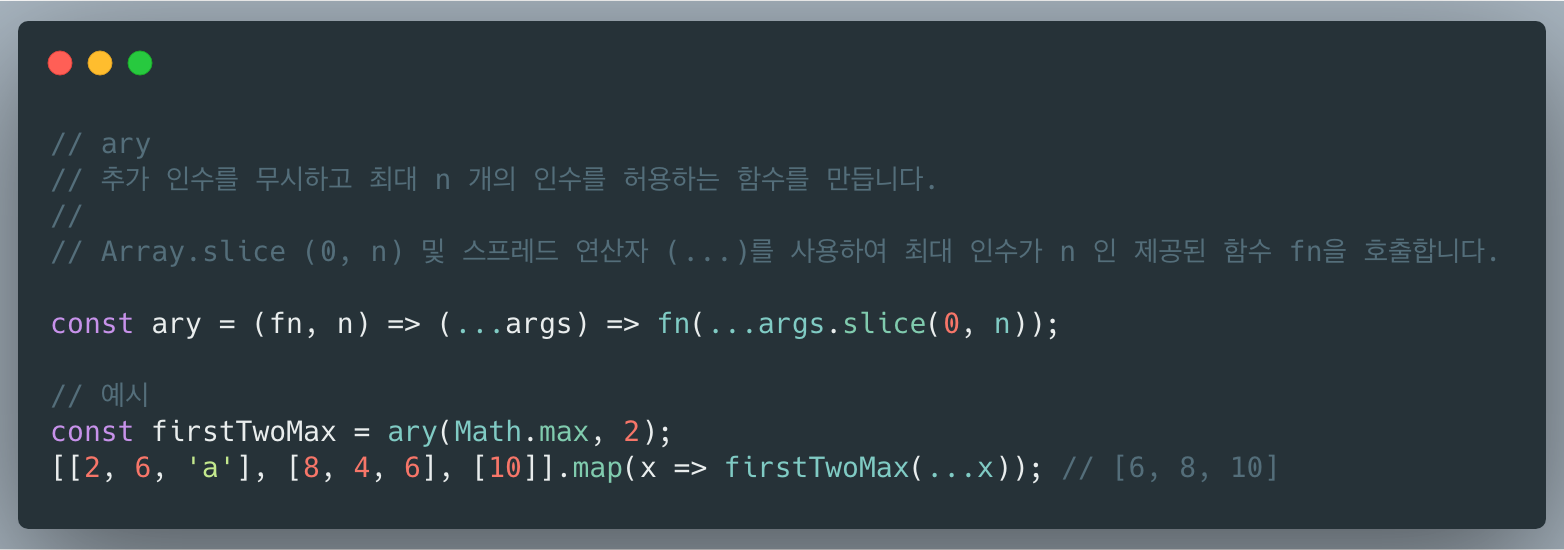 // ary
// 추가 인수를 무시하고 최대 n 개의 인수를 허용하는 함수를 만듭니다.
//
// Array.slice (0, n) 및 스프레드 연산자 (...)를 사용하여 최대 인수가 n 인 제공된 함수 fn을 호출합니다.
const ary = (fn, n) => (...args) => fn(...args.slice(0, n));
// 예시
const firstTwoMax = ary(Math.max, 2);
[[2, 6, 'a'], [8, 4, 6], [10]].map(x => firstTwoMax(...x)); // [6, 8, 10]